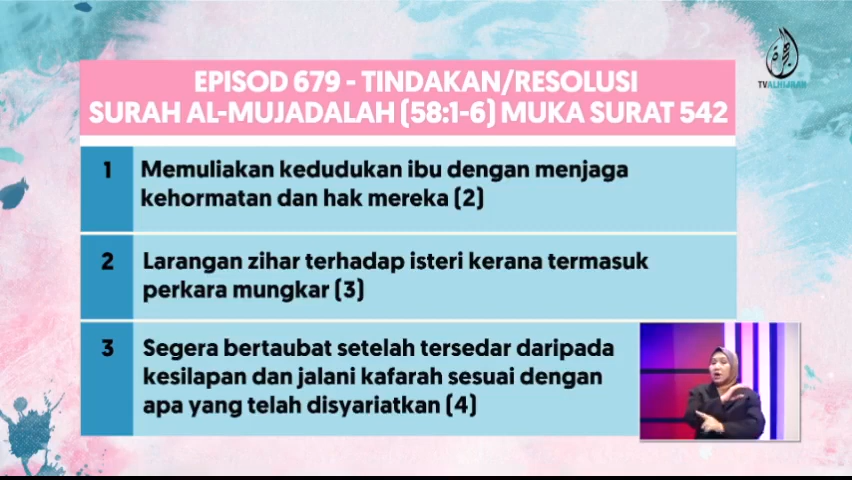 EPISOD 679 - TINDAKAN/RESOLUSI
SURAH AL-MUJADALAH (58:1-6) MUKA SURAT 542
1 Memuliakan kedudukan ibu dengan menjaga
kehormatan dan hak mereka (2)
2 Larangan zihar terhadap isteri kerana termasuk
perkara mungkar (3)
3 Segera bertaubat setelah tersedar daripada
kesilapan dan jalani kafarah sesuai dengan
apa yang telah disyariatkan (4)
TVALHIJRAH